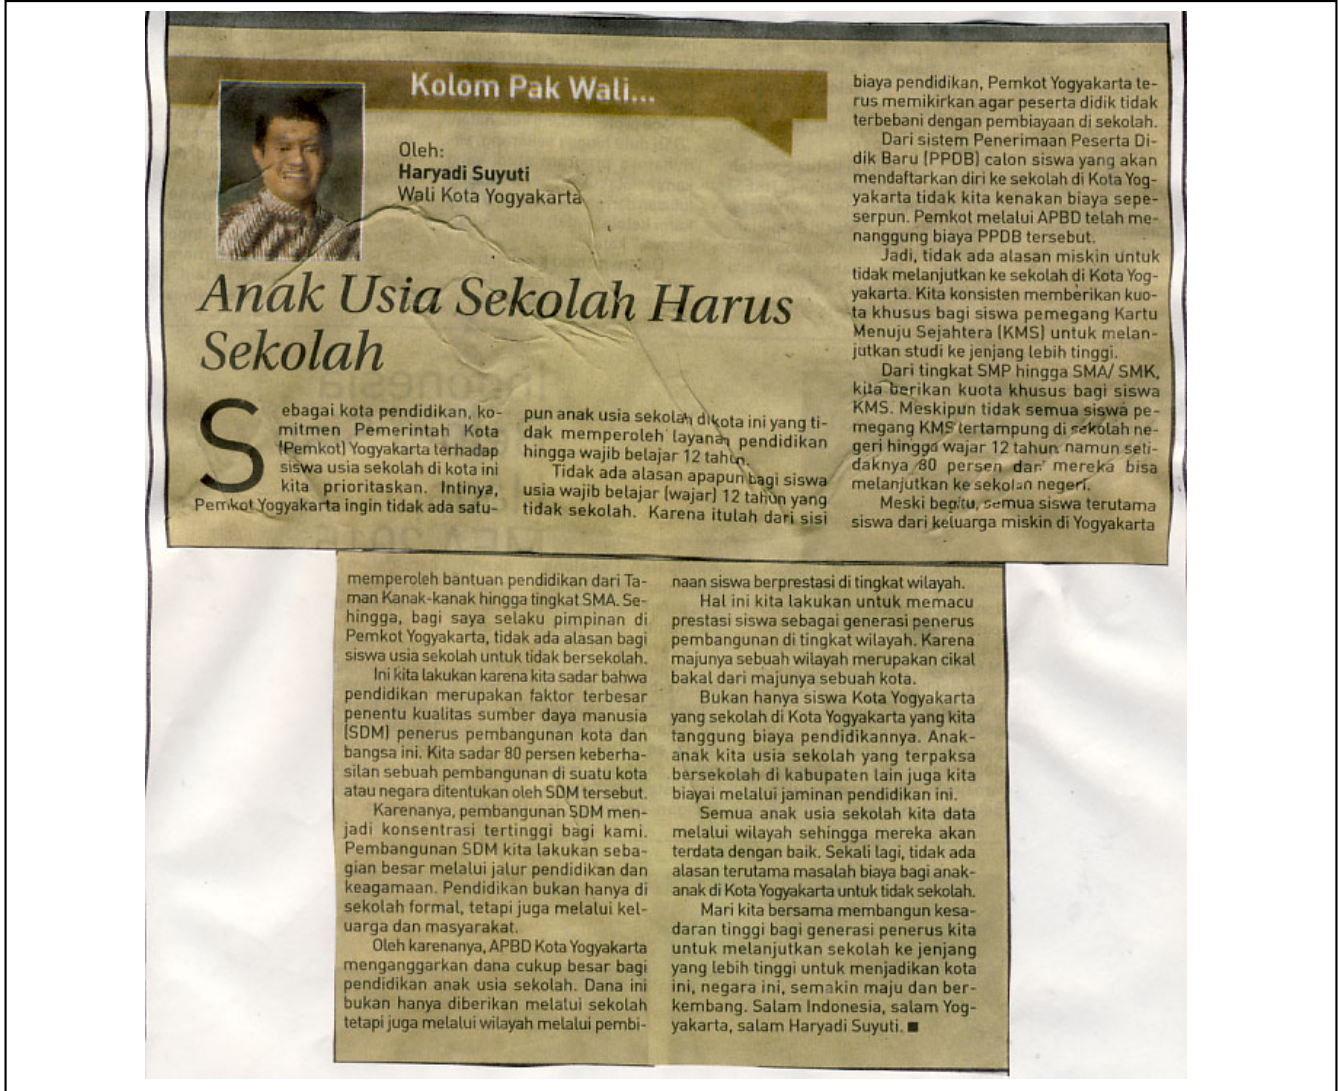 Kolom Pak Wali...
Oleh:
Haryadi Suyuti
Wali Kota Yogyakarta
Anak Usia Sekolah Harus
Sekolah
Sebagai kota pendidikan, ko-
mitmen Pemerintah Kota
(Pemkot) Yogyakarta terhadap
siswa usia sekolah di kota ini
kita prioritaskan. Intinya,
Pemkot Yogyakarta ingin tidak ada satu-
pun anak usia sekolah dikota ini yang ti-
dak memperoleh layanan pendidikan
hingga wajib belajar 12 tahun.
Tidak ada alasan apapun bagi siswa
usia wajib belajar (wajar) 12 tahun yang
tidak sekolah. Karena itulah dari sisi
biaya pendidikan, Pemkot Yogyakarta te-
rus memikirkan agar peserta didik tidak
terbebani dengan pembiayaan di sekolah.
Dari sistem Penerimaan Peserta Di-
dik Baru (PPDB) calon siswa yang akan
mendaftarkan diri ke sekolah di Kota Yog-
yakarta tidak kita kenakan biaya sepe-
serpun. Pemkot melalui APBD telah me-
nanggung biaya PPDB tersebut.
Jadi, tidak ada alasan miskin untuk
tidak melanjutkan ke sekolah di Kota Yog-
yakarta. Kita konsisten memberikan kuo-
ta khusus bagi siswa pemegang Kartu
Menuju Sejahtera (KMS) untuk melan-
jutkan studi ke jenjang lebih tinggi.
Dari tingkat SMP hingga SMA/ SMK,
kita berikan kuota khusus bagi siswa
KMS. Meskipun tidak semua siswa pe-
megang KMS tertampung di sekolah ne-
geri hingga wajar 12 tahun namun seti-
daknya 80 persen dari mereka bisa
melanjutkan ke sekolan negeri.
Meski begitu, semua siswa terutama
siswa dari keluarga miskin di Yogyakarta
memperoleh bantuan pendidikan dari Ta-
man Kanak-kanak hingga tingkat SMA. Se-
hingga, bagi saya selaku pimpinan di
Pemkot Yogyakarta, tidak ada alasan bagi
siswa usia sekolah untuk tidak bersekolah.
Ini kita lakukan karena kita sadar bahwa
pendidikan merupakan faktor terbesar
penentu kualitas sumber daya manusia
(SDM) penerus pembangunan kota dan
bangsa ini. Kita sadar 80 persen keberha-
silan sebuah pembangunan di suatu kota
atau negara ditentukan oleh SDM tersebut.
Karenanya, pembangunan SDM men-
jadi konsentrasi tertinggi bagi kami.
Pembangunan SDM kita lakukan seba-
gian besar melalui jalur pendidikan dan
keagamaan. Pendidikan bukan hanya di
sekolah formal, tetapi juga melalui kel-
uarga dan masyarakat.
Oleh karenanya, APBD Kota Yogyakarta
menganggarkan dana cukup besar bagi
pendidikan anak usia sekolah. Dana ini
bukan hanya diberikan melalui sekolah
tetapi juga melalui wilayah melalui pembi-
naan siswa berprestasi di tingkat wilayah.
Hal ini kita lakukan untuk memacu
prestasi siswa sebagai generasi penerus
pembangunan di tingkat wilayah. Karena
majunya sebuah wilayah merupakan cikal
bakal dari majunya sebuah kota.
Bukan hanya siswa Kota Yogyakarta
yang sekolah di Kota Yogyakarta yang kita
tanggung biaya pendidikannya. Anak-
anak kita usia sekolah yang terpaksa
bersekolah di kabupaten lain juga kita
biayai melalui jaminan pendidikan ini.
Semua anak usia sekolah kita data
melalui wilayah sehingga mereka akan
terdata dengan baik. Sekali lagi, tidak ada
alasan terutama masalah biaya bagi anak-
anak di Kota Yogyakarta untuk tidak sekolah.
Mari kita bersama membangun kesa-
daran tinggi bagi generasi penerus kita
untuk melanjutkan sekolah ke jenjang
yang lebih tinggi untuk menjadikan kota
ini, negara ini, semakin maju dan ber-
kembang. Salam Indonesia, salam Yog-
yakarta, salam Haryadi Suyuti. ■